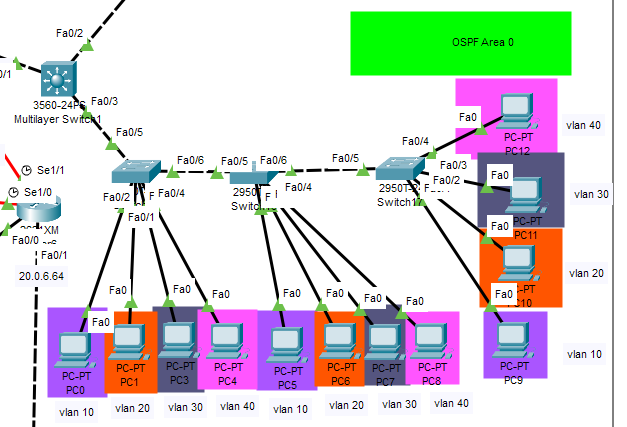 Fa0/2
OSPF Area 0
0/1
3560-24PS
Multilayer Switch1
Fa0/3
Fa0/5
Fa0
PC-PT
PC12
vlan 40
Fa0/4
Fa0/3
Fa0/2
Fa0/6
Fa0/5
Fa0/6
Fa0/5
Fa0/4
Fa0
vlan 30
PC-PT
PC11
Se1/1
Se1/0
Fa0/2
Fa0/1
Fa0/4
Fa0
PC-PT
PC10
vlan 20
Fa0/0
Fa0/1
20.0.6.64
Fa0
PC-PT
PC9
vlan 10
Fa0
Fa0
Fa0
Fa0
Fa0
Fa0
Fa0
Fa0
PC-PT
PC0
PC-PT
PC1
PC-PT
PC3
PC-PT
PC4
PC-PT
PC5
PC-PT
PC6
PC-PT
PC7
PC-PT
PC8
vlan 10
vlan 20
vlan 30
vlan 40
vlan 10
vlan 20
vlan 30
vlan 40